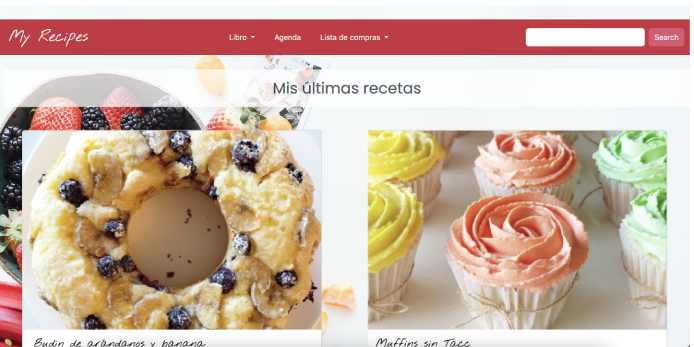 My Recipes
Libro Agenda Lista de compras Search
Mis últimas recetas
Budin de arándanos y banana
Muffins sin Tacc